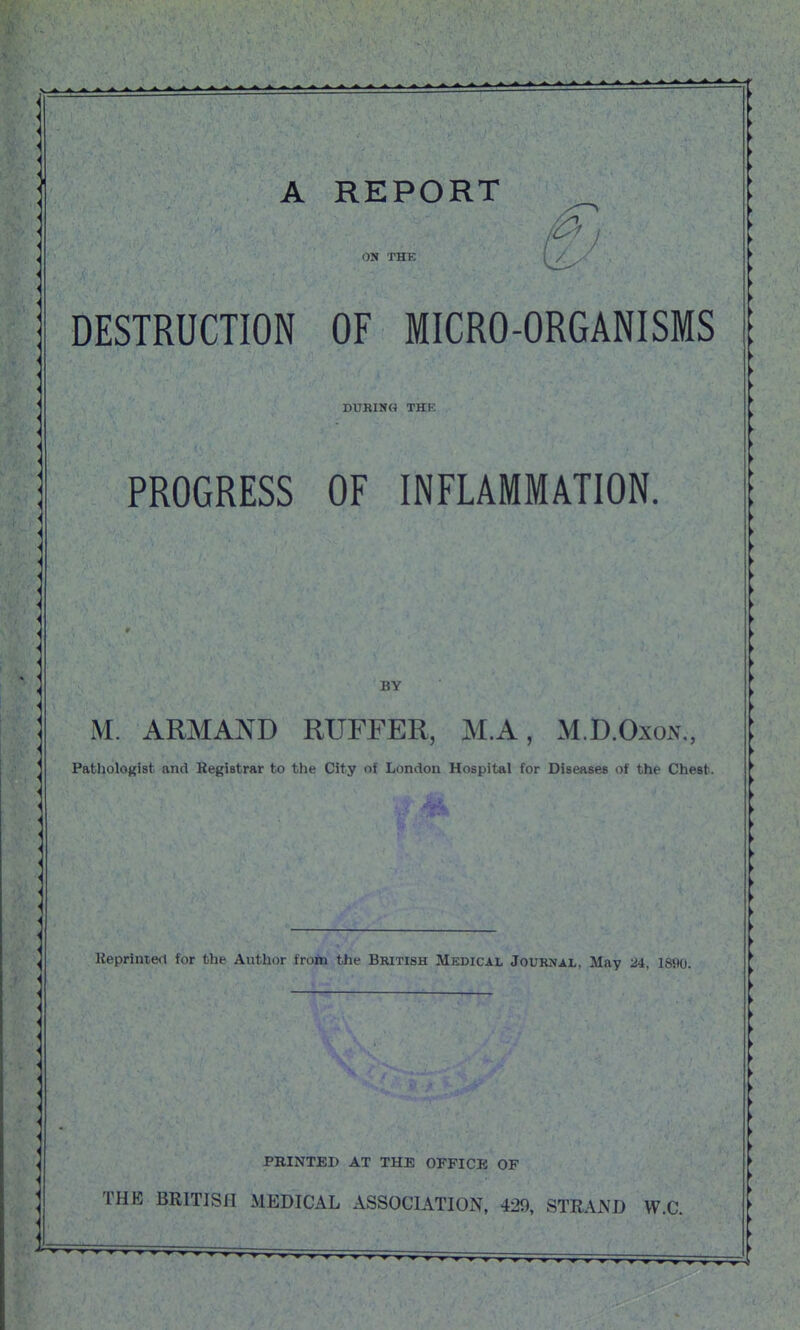 A REPORT
ON THE
DESTRUCTION OF MICRO-ORGANISMS
DURING THE
PROGRESS OF INFLAMMATION.
BY
M. ARMAND RUFFER, M.A, M.D.OXON.,
Pathologist and Registrar to the City of London Hospital for Diseases of the Chest.
Reprinted for the Author from the BRITISH MEDICAL JOURNAL, May 24, 1890.
PRINTED AT THE OFFICE OF
THE BRITISH MEDICAL ASSOCIATION, 429, STRAND W.C.